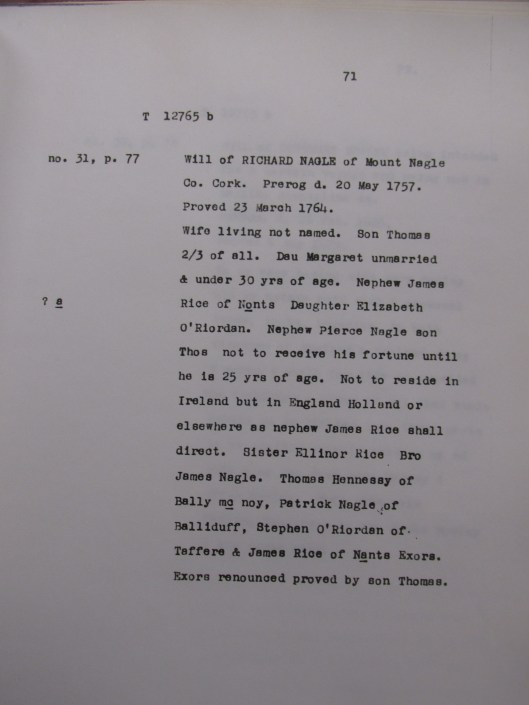 71
T 12765 b
no. 31, p. 77 Will of RICHARD NAGLE of Mount Nagle
Co. Cork. Prerog d. 20 May 1757.
Proved 23 March 1764.
Wife living not named. Son Thomas
2/3 of all. Dau Margaret unmarried
& under 30 yrs of age. Nephew James
? a Rice of Nonts Daughter Elizabeth
O'Riordan. Nephew Pierce Nagle son
Thos not to receive his fortune until
he is 25 yrs of age. Not to reside in
Ireland but in England Holland or
elsewhere as nephew James Rice shall
direct. Sister Ellinor Rice Bro
James Nagle. Thomas Hennessy of
Bally mo noy, Patrick Nagle of
Balliduff, Stephen O'Riordan of
Taffere & James Rice of Nants Exors.
Exors renounced proved by son Thomas.